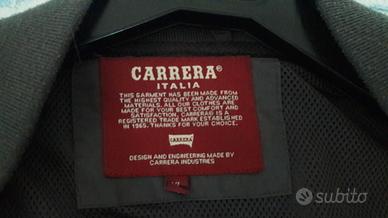 CARRERA®
ITALIA
THIS GARMENT HAS BEEN MADE FROM
THE HIGHEST QUALITY AND ADVANCED
MATERIALS. ALL OUR CLOTHES ARE
MADE FOR YOUR BEST COMFORT AND
SATISFACTION. CARRERA® IS A
REGISTERED TRADE MARK ESTABLISHED
IN 1965. THANKS FOR YOUR CHOICE.
CARRERA
DESIGN AND ENGINEERING MADE BY
CARRERA INDUSTRIES
subito